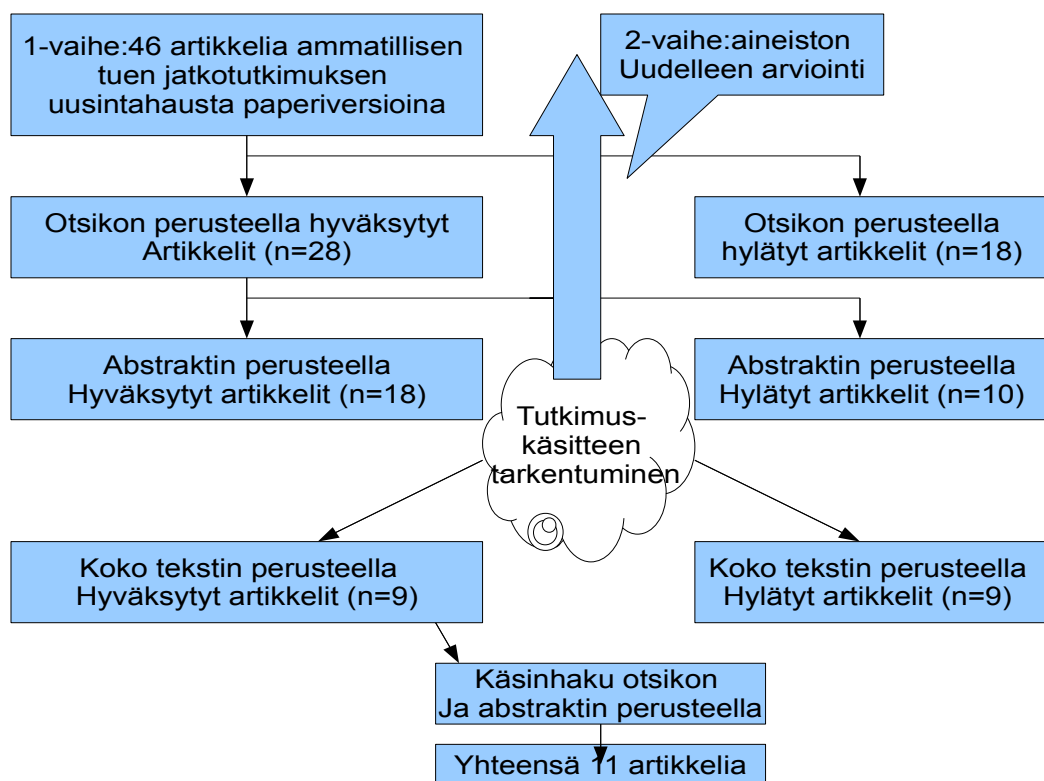 1-vaihe:46 artikkelia ammatillisen
tuen jatkotutkimuksen
uusintahausta paperiversioina
2-vaihe:aineiston
Uudelleen arviointi
Otsikon perusteella hyväksytyt
Artikkelit (n=28)
Otsikon perusteella
hylätyt artikkelit (n=18)
Abstraktin perusteella
Hyväksytyt artikkelit (n=18)
Abstraktin perusteella
Hylätyt artikkelit (n=10)
Tutkimus-
käsitteen
tarkentuminen
Koko tekstin perusteella
Hyväksytyt artikkelit (n=9)
Koko tekstin perusteella
Hylätyt artikkelit (n=9)
Käsinhaku otsikon
Ja abstraktin perusteella
Yhteensä 11 artikkelia